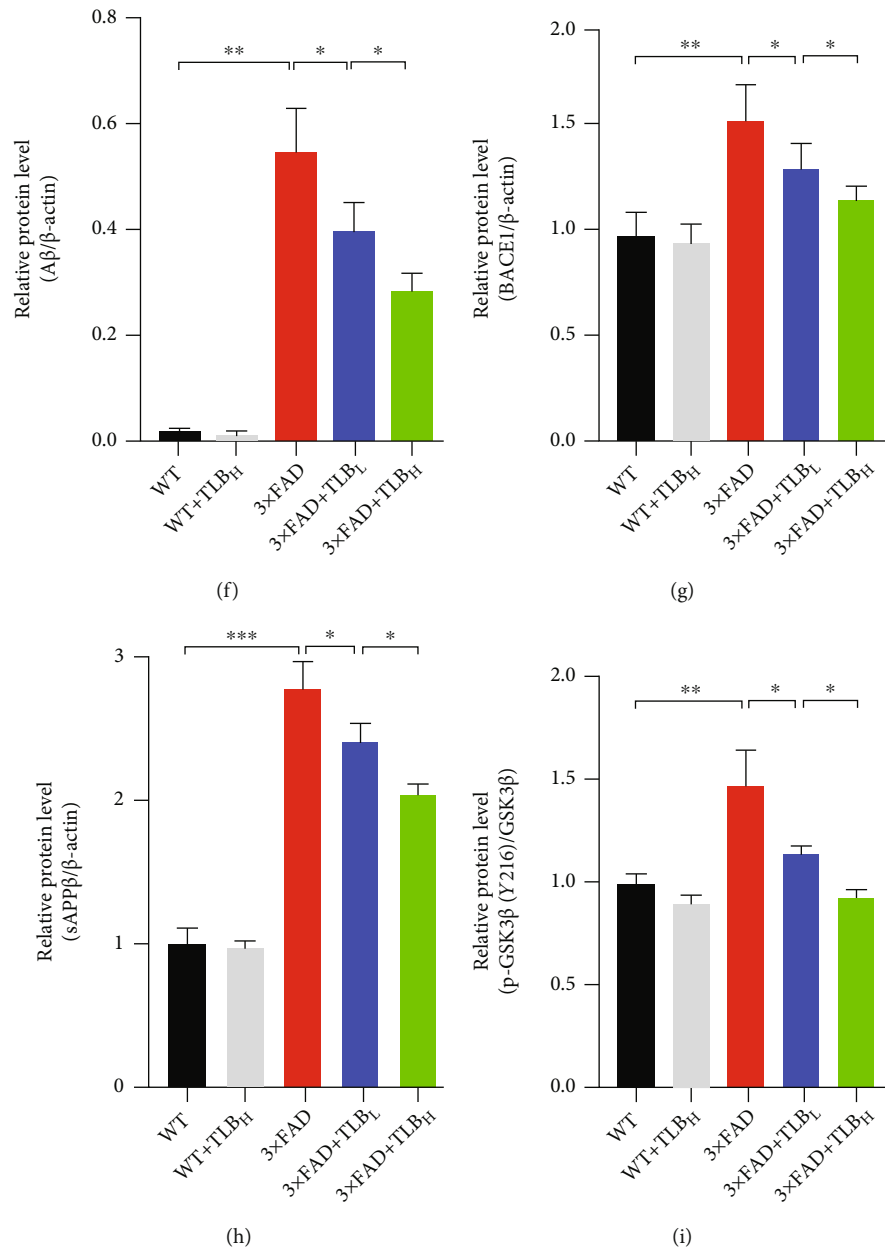 Relative protein level
(Aβ/β-actin)
0.8
0.6
0.4
0.2
0.0
**
*
*
WT
WT+TLBH
3×FAD
3×FAD+TLBL
3×FAD+TLBH
(f)
Relative protein level
(BACE1/β-actin)
2.0
1.5
1.0
0.5
0.0
**
*
*
WT
WT+TLBH
3×FAD
3×FAD+TLBL
3×FAD+TLBH
(g)
Relative protein level
(sAPPβ/β-actin)
3
2
1
0
***
*
*
WT
WT+TLBH
3×FAD
3×FAD+TLBL
3×FAD+TLBH
(h)
Relative protein level
(p-GSK3β (Y216)/GSK3β)
2.0
1.5
1.0
0.5
0.0
**
*
*
WT
WT+TLBH
3×FAD
3×FAD+TLBL
3×FAD+TLBH
(i)